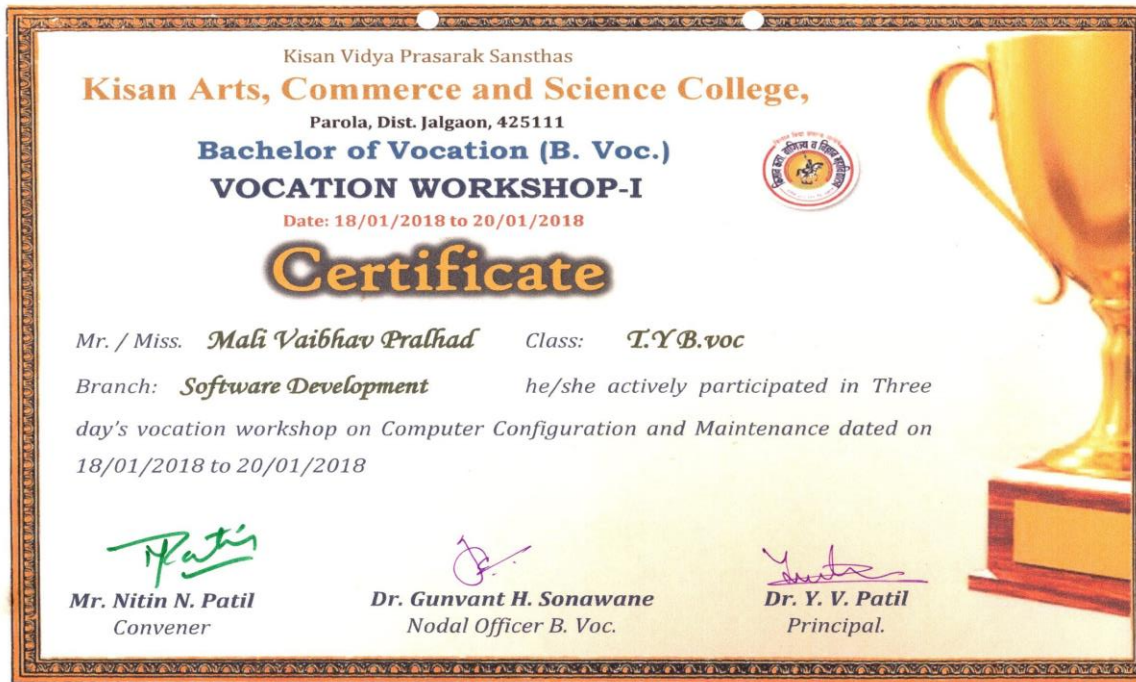 Kisan Vidya Prasarak Sansthas
Kisan Arts, Commerce and Science College,
Parola, Dist. Jalgaon, 425111
Bachelor of Vocation (B. Voc.)
VOCATION WORKSHOP-I
Date: 18/01/2018 to 20/01/2018
किसान कला, वाणिज्य व विज्ञान महाविद्यालय
Certificate
Mr. / Miss. Mali Vaibhav Pralhad Class: T.Y B.voc
Branch: Software Development he/she actively participated in Three
day's vocation workshop on Computer Configuration and Maintenance dated on
18/01/2018 to 20/01/2018
Mr. Nitin N. Patil Dr. Gunvant H. Sonawane Dr. Y. V. Patil
Convener Nodal Officer B. Voc. Principal.